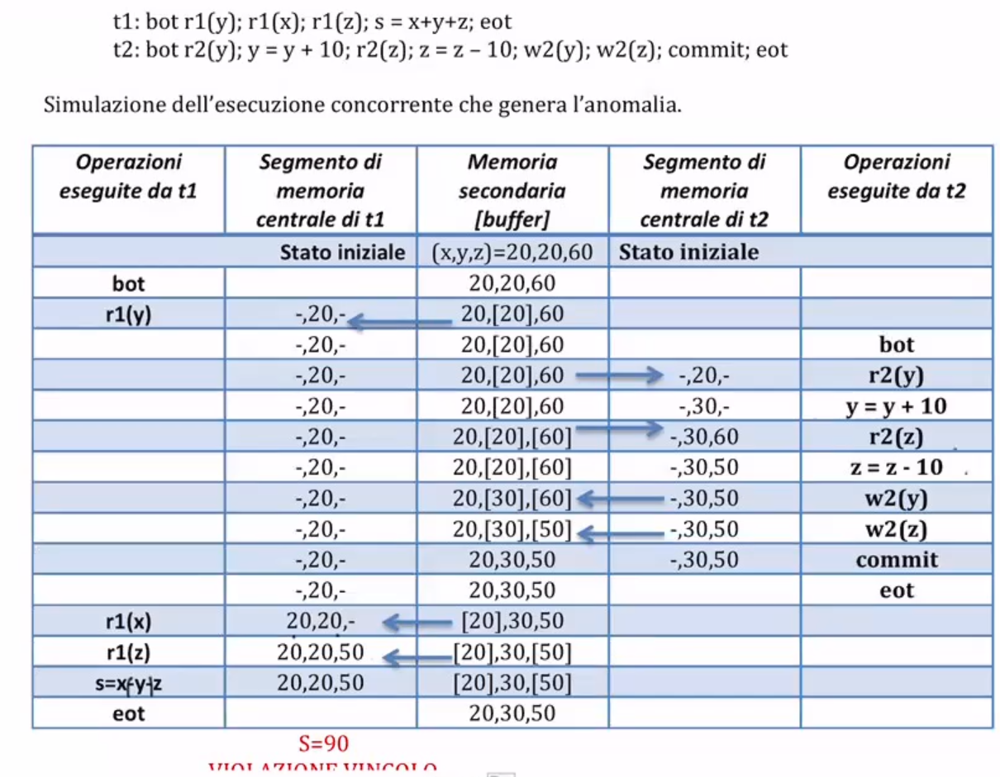 t1: bot r1(y); r1(x); r1(z); s = x+y+z; eot
t2: bot r2(y); y = y + 10; r2(z); z = z – 10; w2(y); w2(z); commit; eot
Simulazione dell'esecuzione concorrente che genera l'anomalia.
Operazioni eseguite da t1 Segmento di memoria centrale di t1 Memoria secondaria [buffer] Segmento di memoria centrale di t2 Operazioni eseguite da t2
Stato iniziale (x,y,z)=20,20,60 Stato iniziale
bot 20,20,60
r1(y) -,20,- 20,[20],60
-,20,- 20,[20],60 bot
-,20,- 20,[20],60 -,20,- r2(y)
-,20,- 20,[20],60 -,30,- y = y + 10
-,20,- 20,[20],[60] -,30,60 r2(z)
-,20,- 20,[20],[60] -,30,50 z = z - 10
-,20,- 20,[30],[60] -,30,50 w2(y)
-,20,- 20,[30],[50] -,30,50 w2(z)
-,20,- 20,30,50 -,30,50 commit
-,20,- 20,30,50 eot
r1(x) 20,20,- [20],30,50
r1(z) 20,20,50 [20],30,[50]
s=x+y+z 20,20,50 [20],30,[50]
eot 20,30,50
S=90
VIOLAZIONE VINCOLO